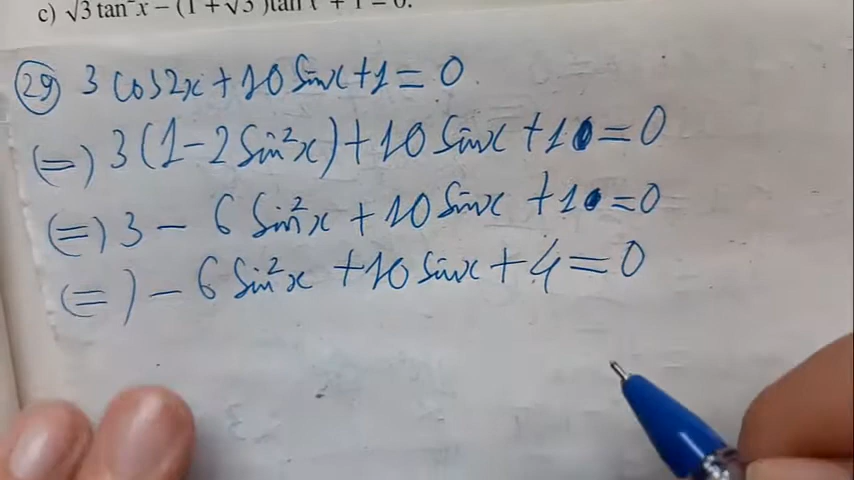 c) √3 tan²x − (1 + √3)tan x + 1 = 0.
29 3 cos2x + 10 sinx + 1 = 0
(=) 3(1 − 2 sin²x) + 10 sinx + 1 = 0
(=) 3 − 6 sin²x + 10 sinx + 1 = 0
(=) − 6 sin²x + 10 sinx + 4 = 0